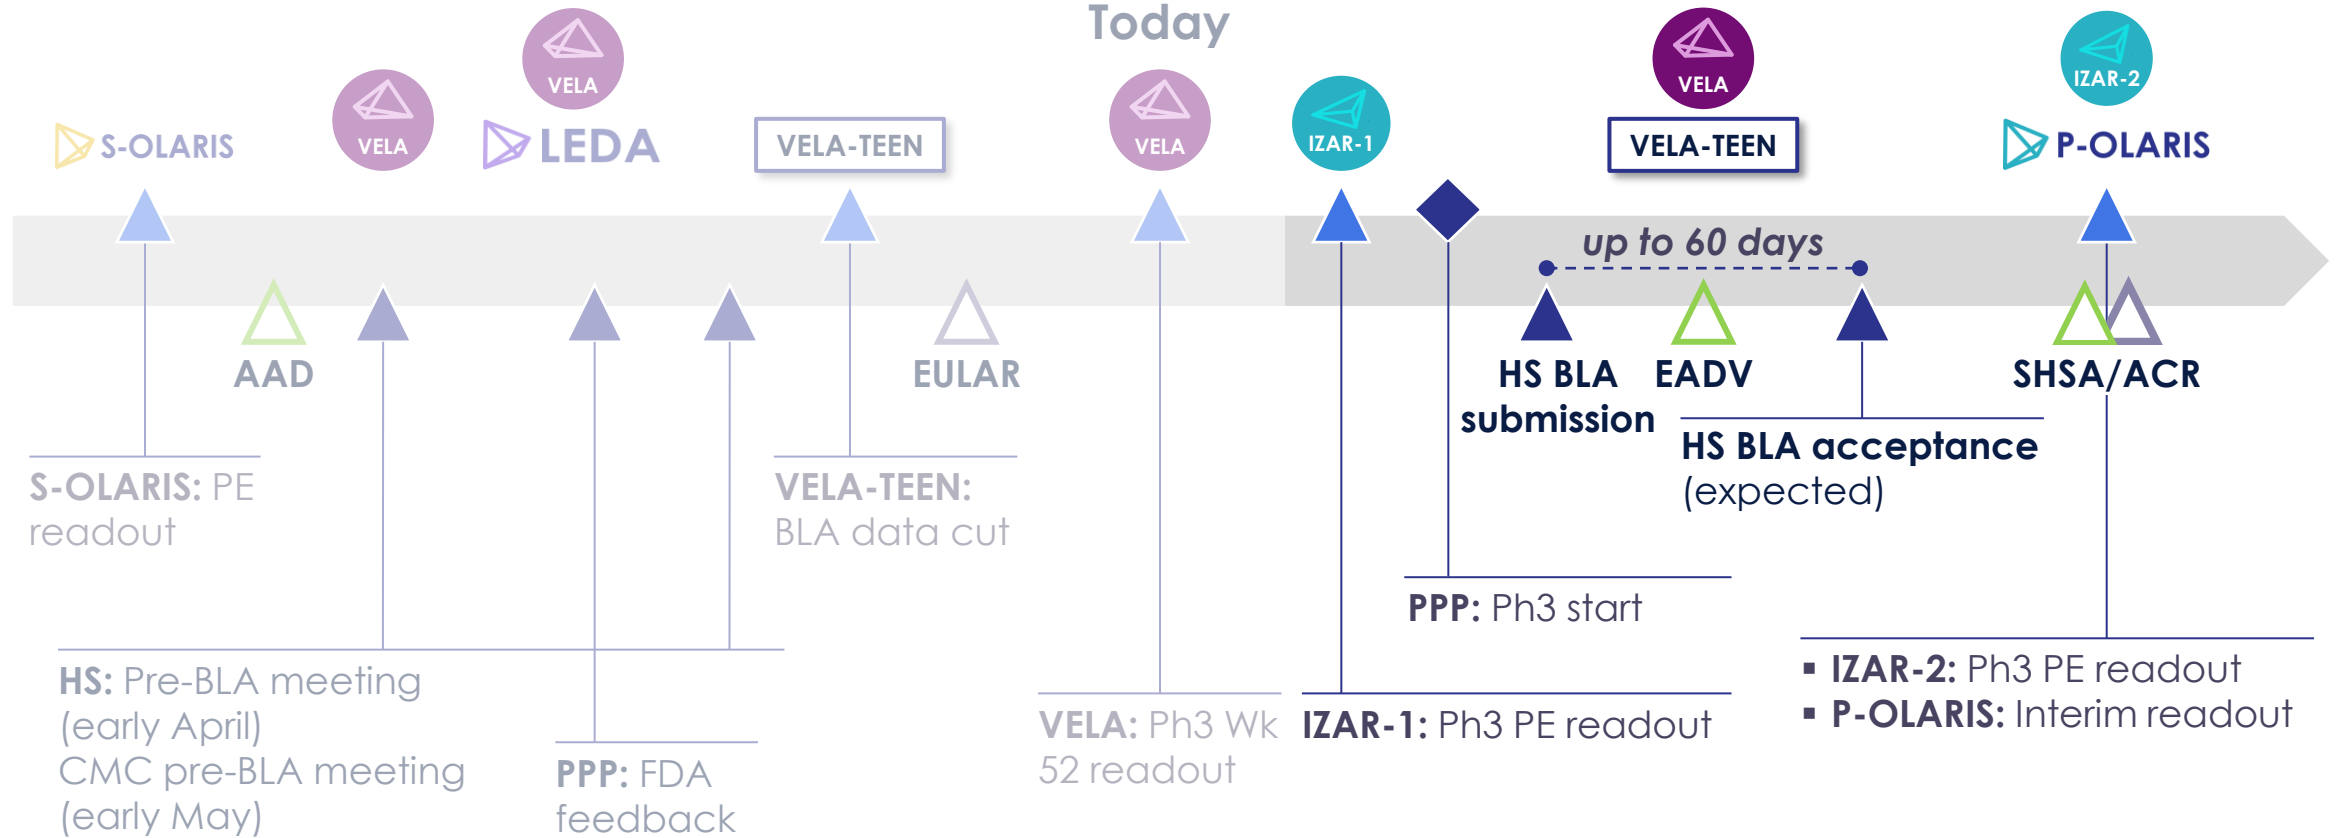 Today
VELA
VELA
VELA
IZAR-1
VELA
IZAR-2
S-OLARIS
LEDA
VELA-TEEN
VELA-TEEN
P-OLARIS
up to 60 days
AAD
EULAR
HS BLA
submission
EADV
SHSA/ACR
HS BLA acceptance
(expected)
S-OLARIS: PE
readout
VELA-TEEN:
BLA data cut
PPP: Ph3 start
HS: Pre-BLA meeting
(early April)
CMC pre-BLA meeting
(early May)
PPP: FDA
feedback
VELA: Ph3 Wk
52 readout
IZAR-1: Ph3 PE readout
▪ IZAR-2: Ph3 PE readout
▪ P-OLARIS: Interim readout